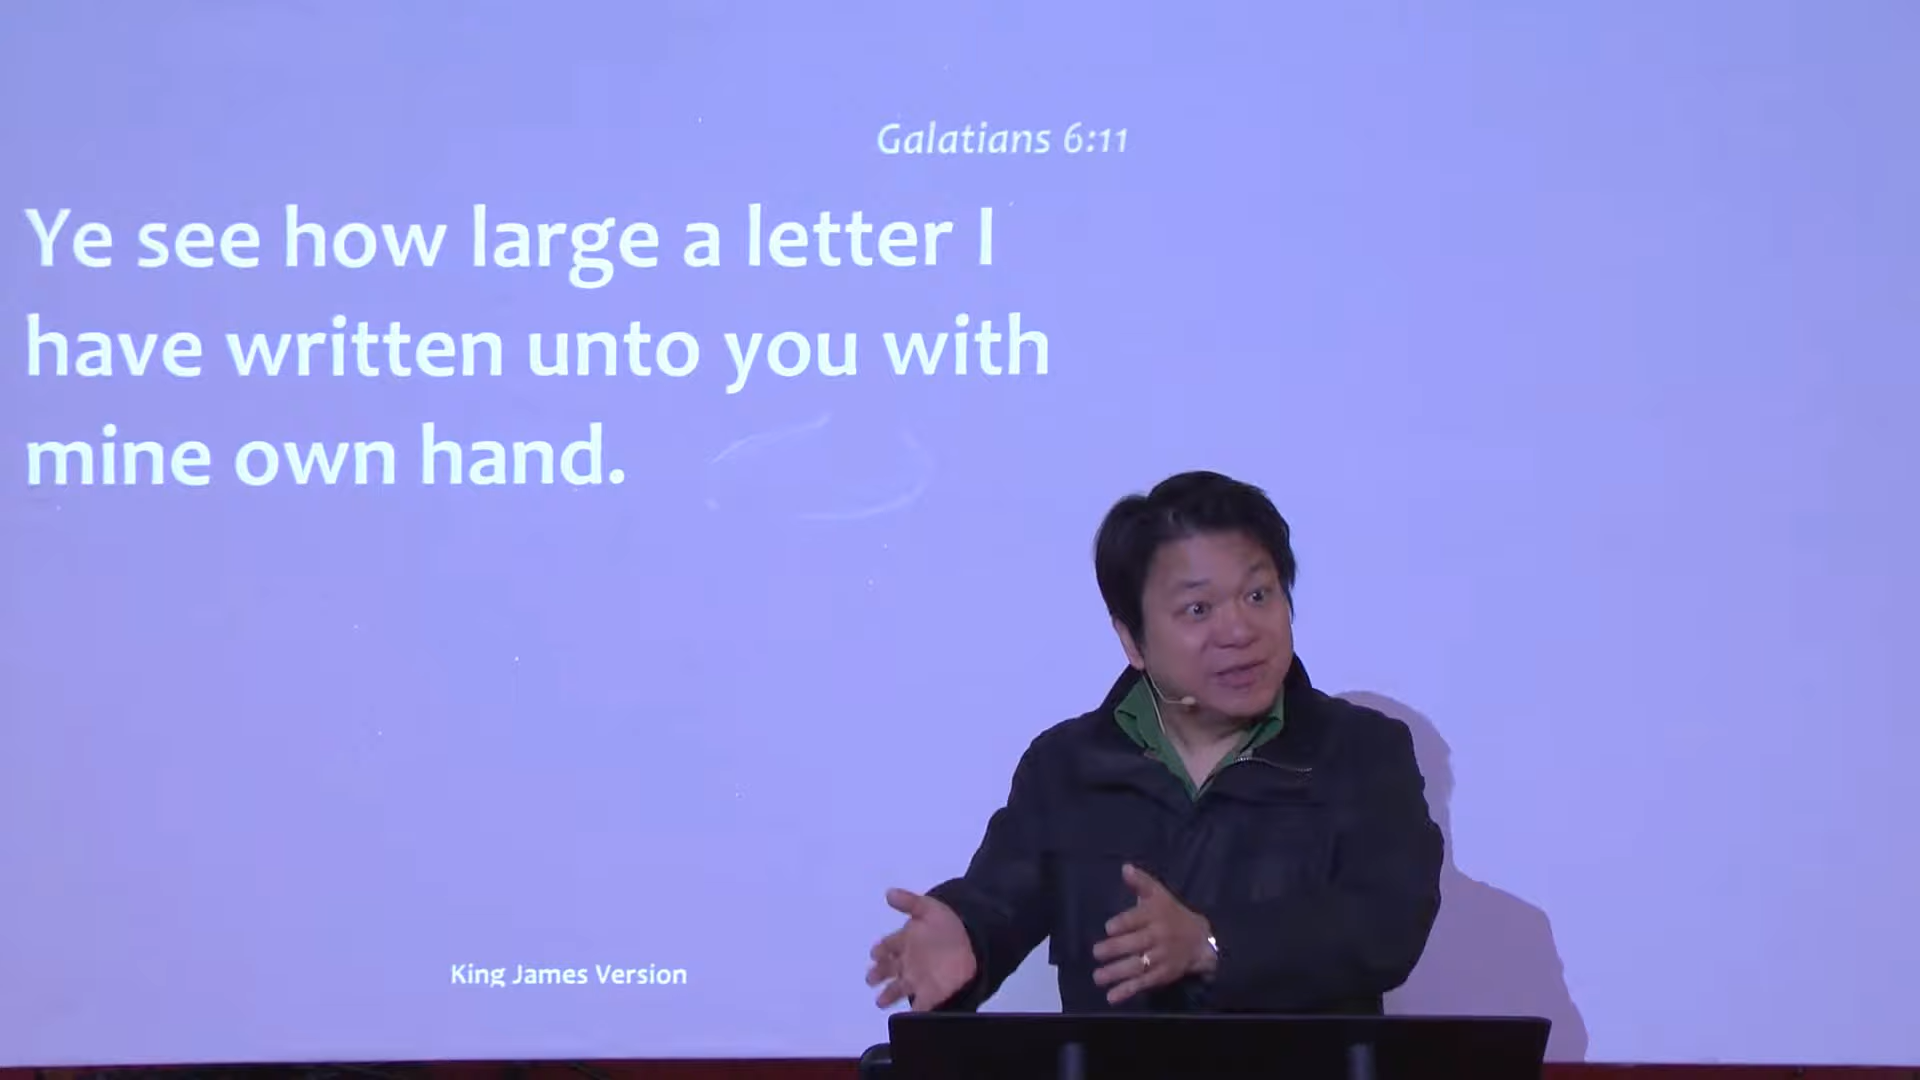 Galatians 6:11
Ye see how large a letter I
have written unto you with
mine own hand.
King James Version